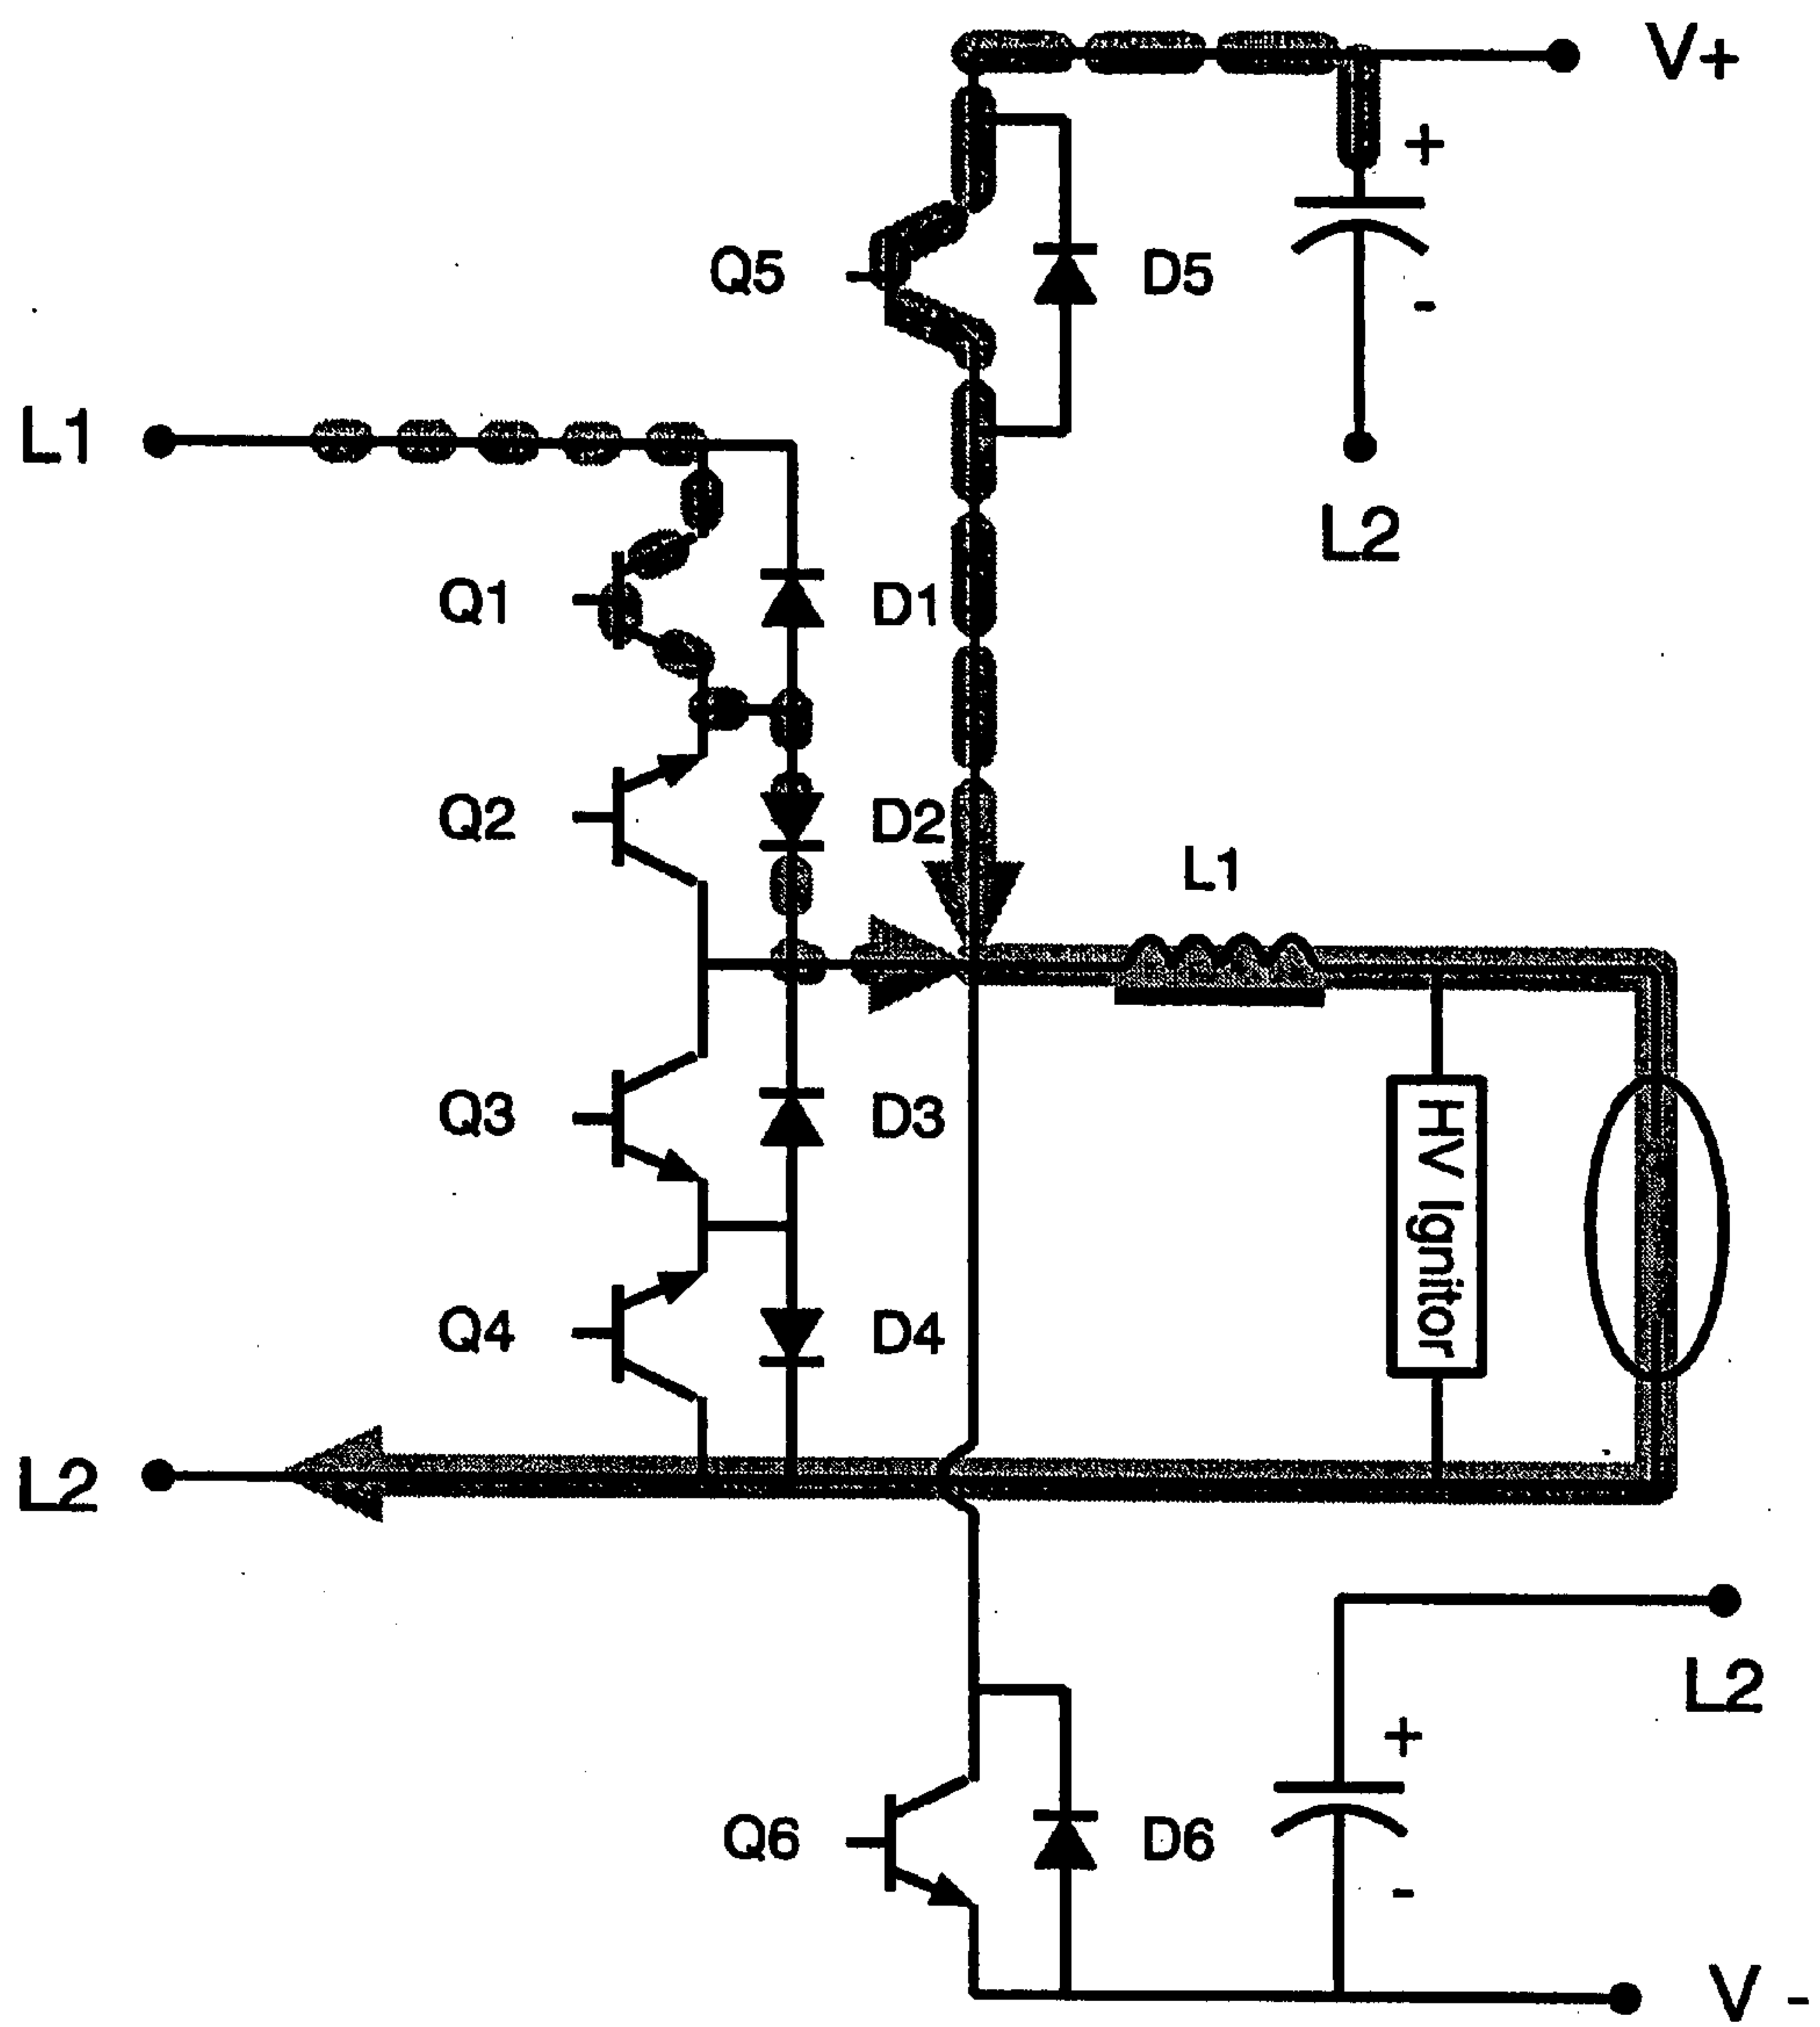 V+
+
Q5
D5
-
L1
L2
Q1
D1
Q2
D2
L1
Q3
D3
HV Ignitor
Q4
D4
L2
L2
+
Q6
D6
-
V -